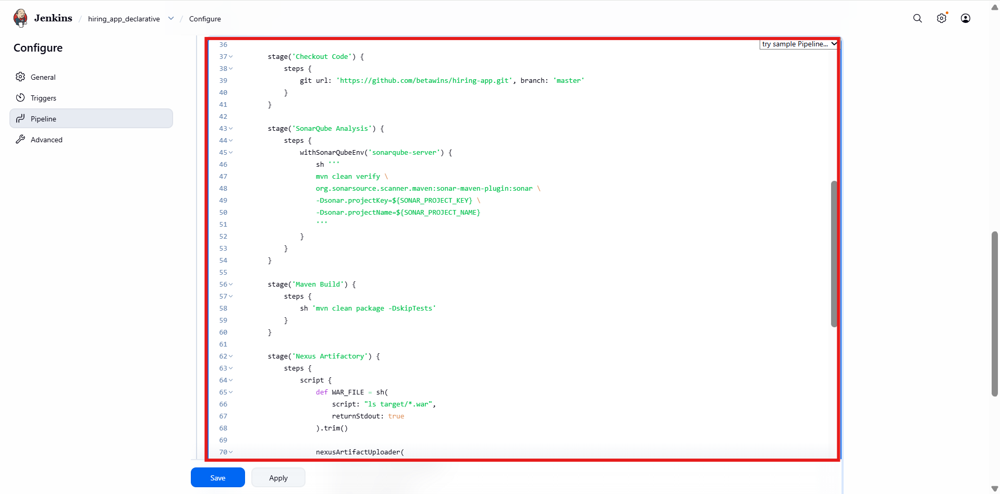 Jenkins / hiring_app_declarative / Configure
Configure
General
Triggers
Pipeline
Advanced
try sample Pipeline...
36
37 stage('Checkout Code') {
38 steps {
39 git url: 'https://github.com/betawins/hiring-app.git', branch: 'master'
40 }
41 }
42
43 stage('SonarQube Analysis') {
44 steps {
45 withSonarQubeEnv('sonarqube-server') {
46 sh '''
47 mvn clean verify \
48 org.sonarsource.scanner.maven:sonar-maven-plugin:sonar \
49 -Dsonar.projectKey=${SONAR_PROJECT_KEY} \
50 -Dsonar.projectName=${SONAR_PROJECT_NAME}
51 '''
52 }
53 }
54 }
55
56 stage('Maven Build') {
57 steps {
58 sh 'mvn clean package -DskipTests'
59 }
60 }
61
62 stage('Nexus Artifactory') {
63 steps {
64 script {
65 def WAR_FILE = sh(
66 script: "ls target/*.war",
67 returnStdout: true
68 ).trim()
69
70 nexusArtifactUploader(
Save
Apply